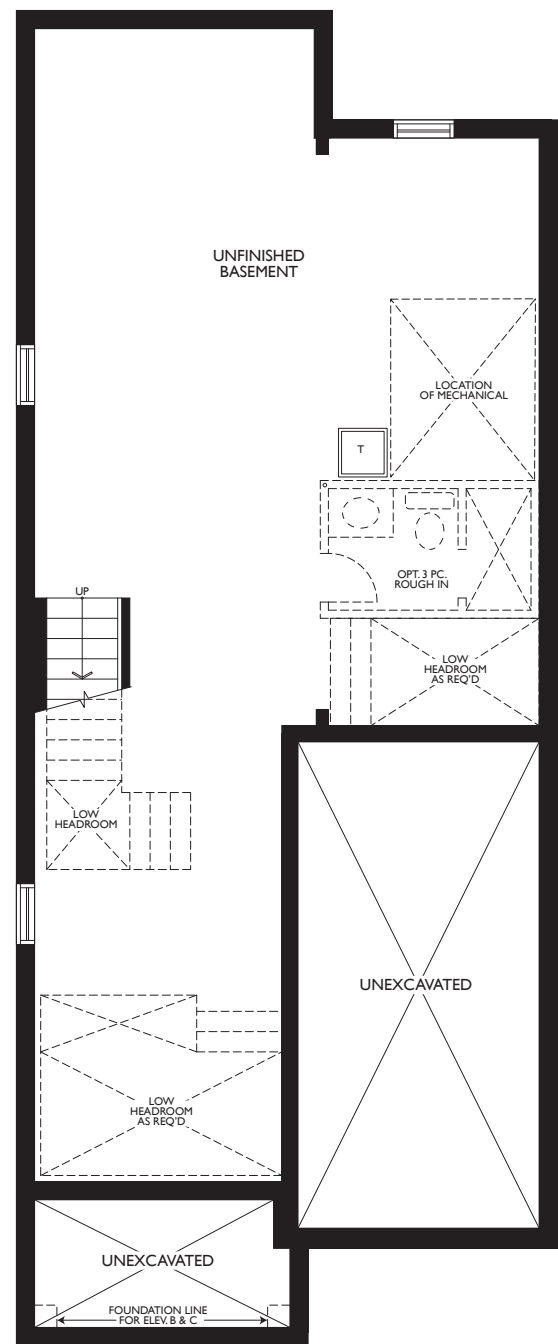 UNFINISHED
BASEMENT
LOCATION
OF MECHANICAL
T
OPT. 3 PC.
ROUGH IN
UP
LOW
HEADROOM
AS REQ'D
LOW
HEADROOM
UNEXCAVATED
LOW
HEADROOM
AS REQ'D
UNEXCAVATED
FOUNDATION LINE
FOR ELEV. B & C